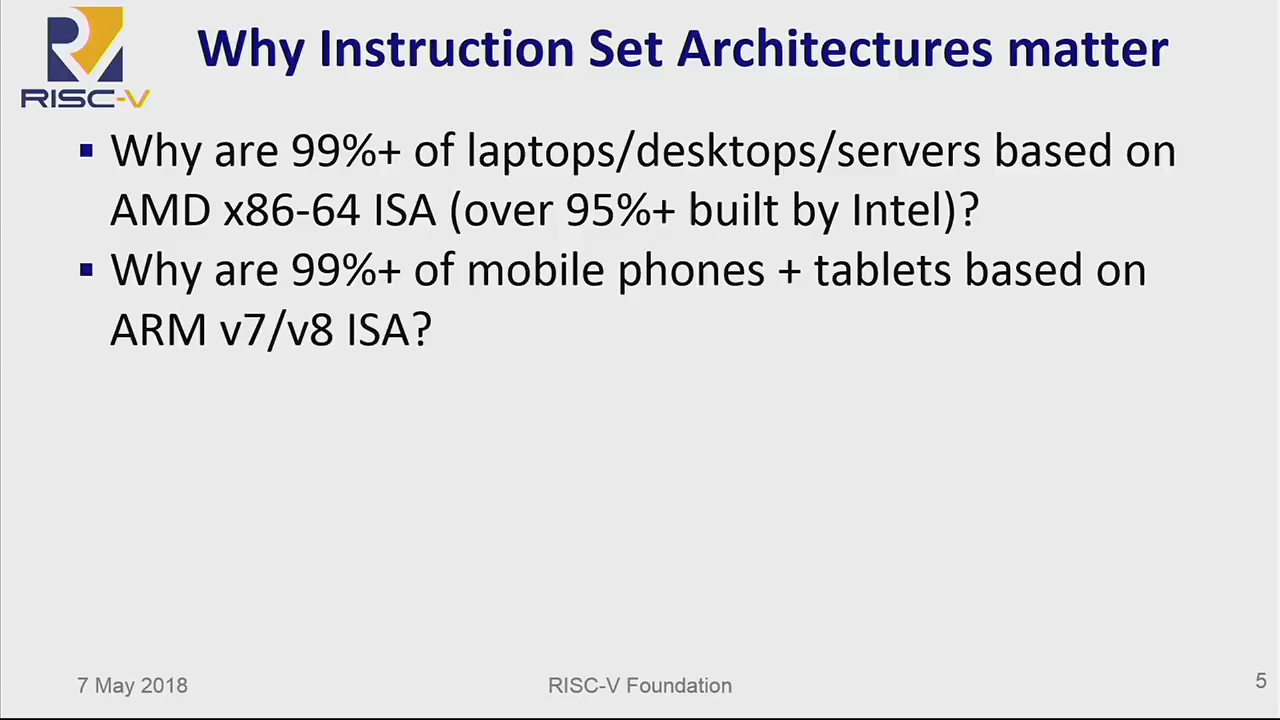 RISC-V
Why Instruction Set Architectures matter
▪ Why are 99%+ of laptops/desktops/servers based on
AMD x86-64 ISA (over 95%+ built by Intel)?
▪ Why are 99%+ of mobile phones + tablets based on
ARM v7/v8 ISA?
7 May 2018
RISC-V Foundation
5